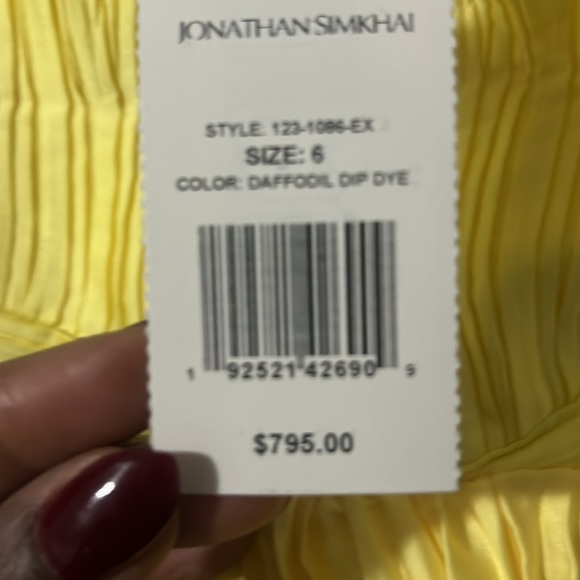 JONATHAN SIMKHAI
STYLE: 123-1086-EX
SIZE: 6
COLOR: DAFFODIL DIP DYE
1 92521 42690 9
$795.00